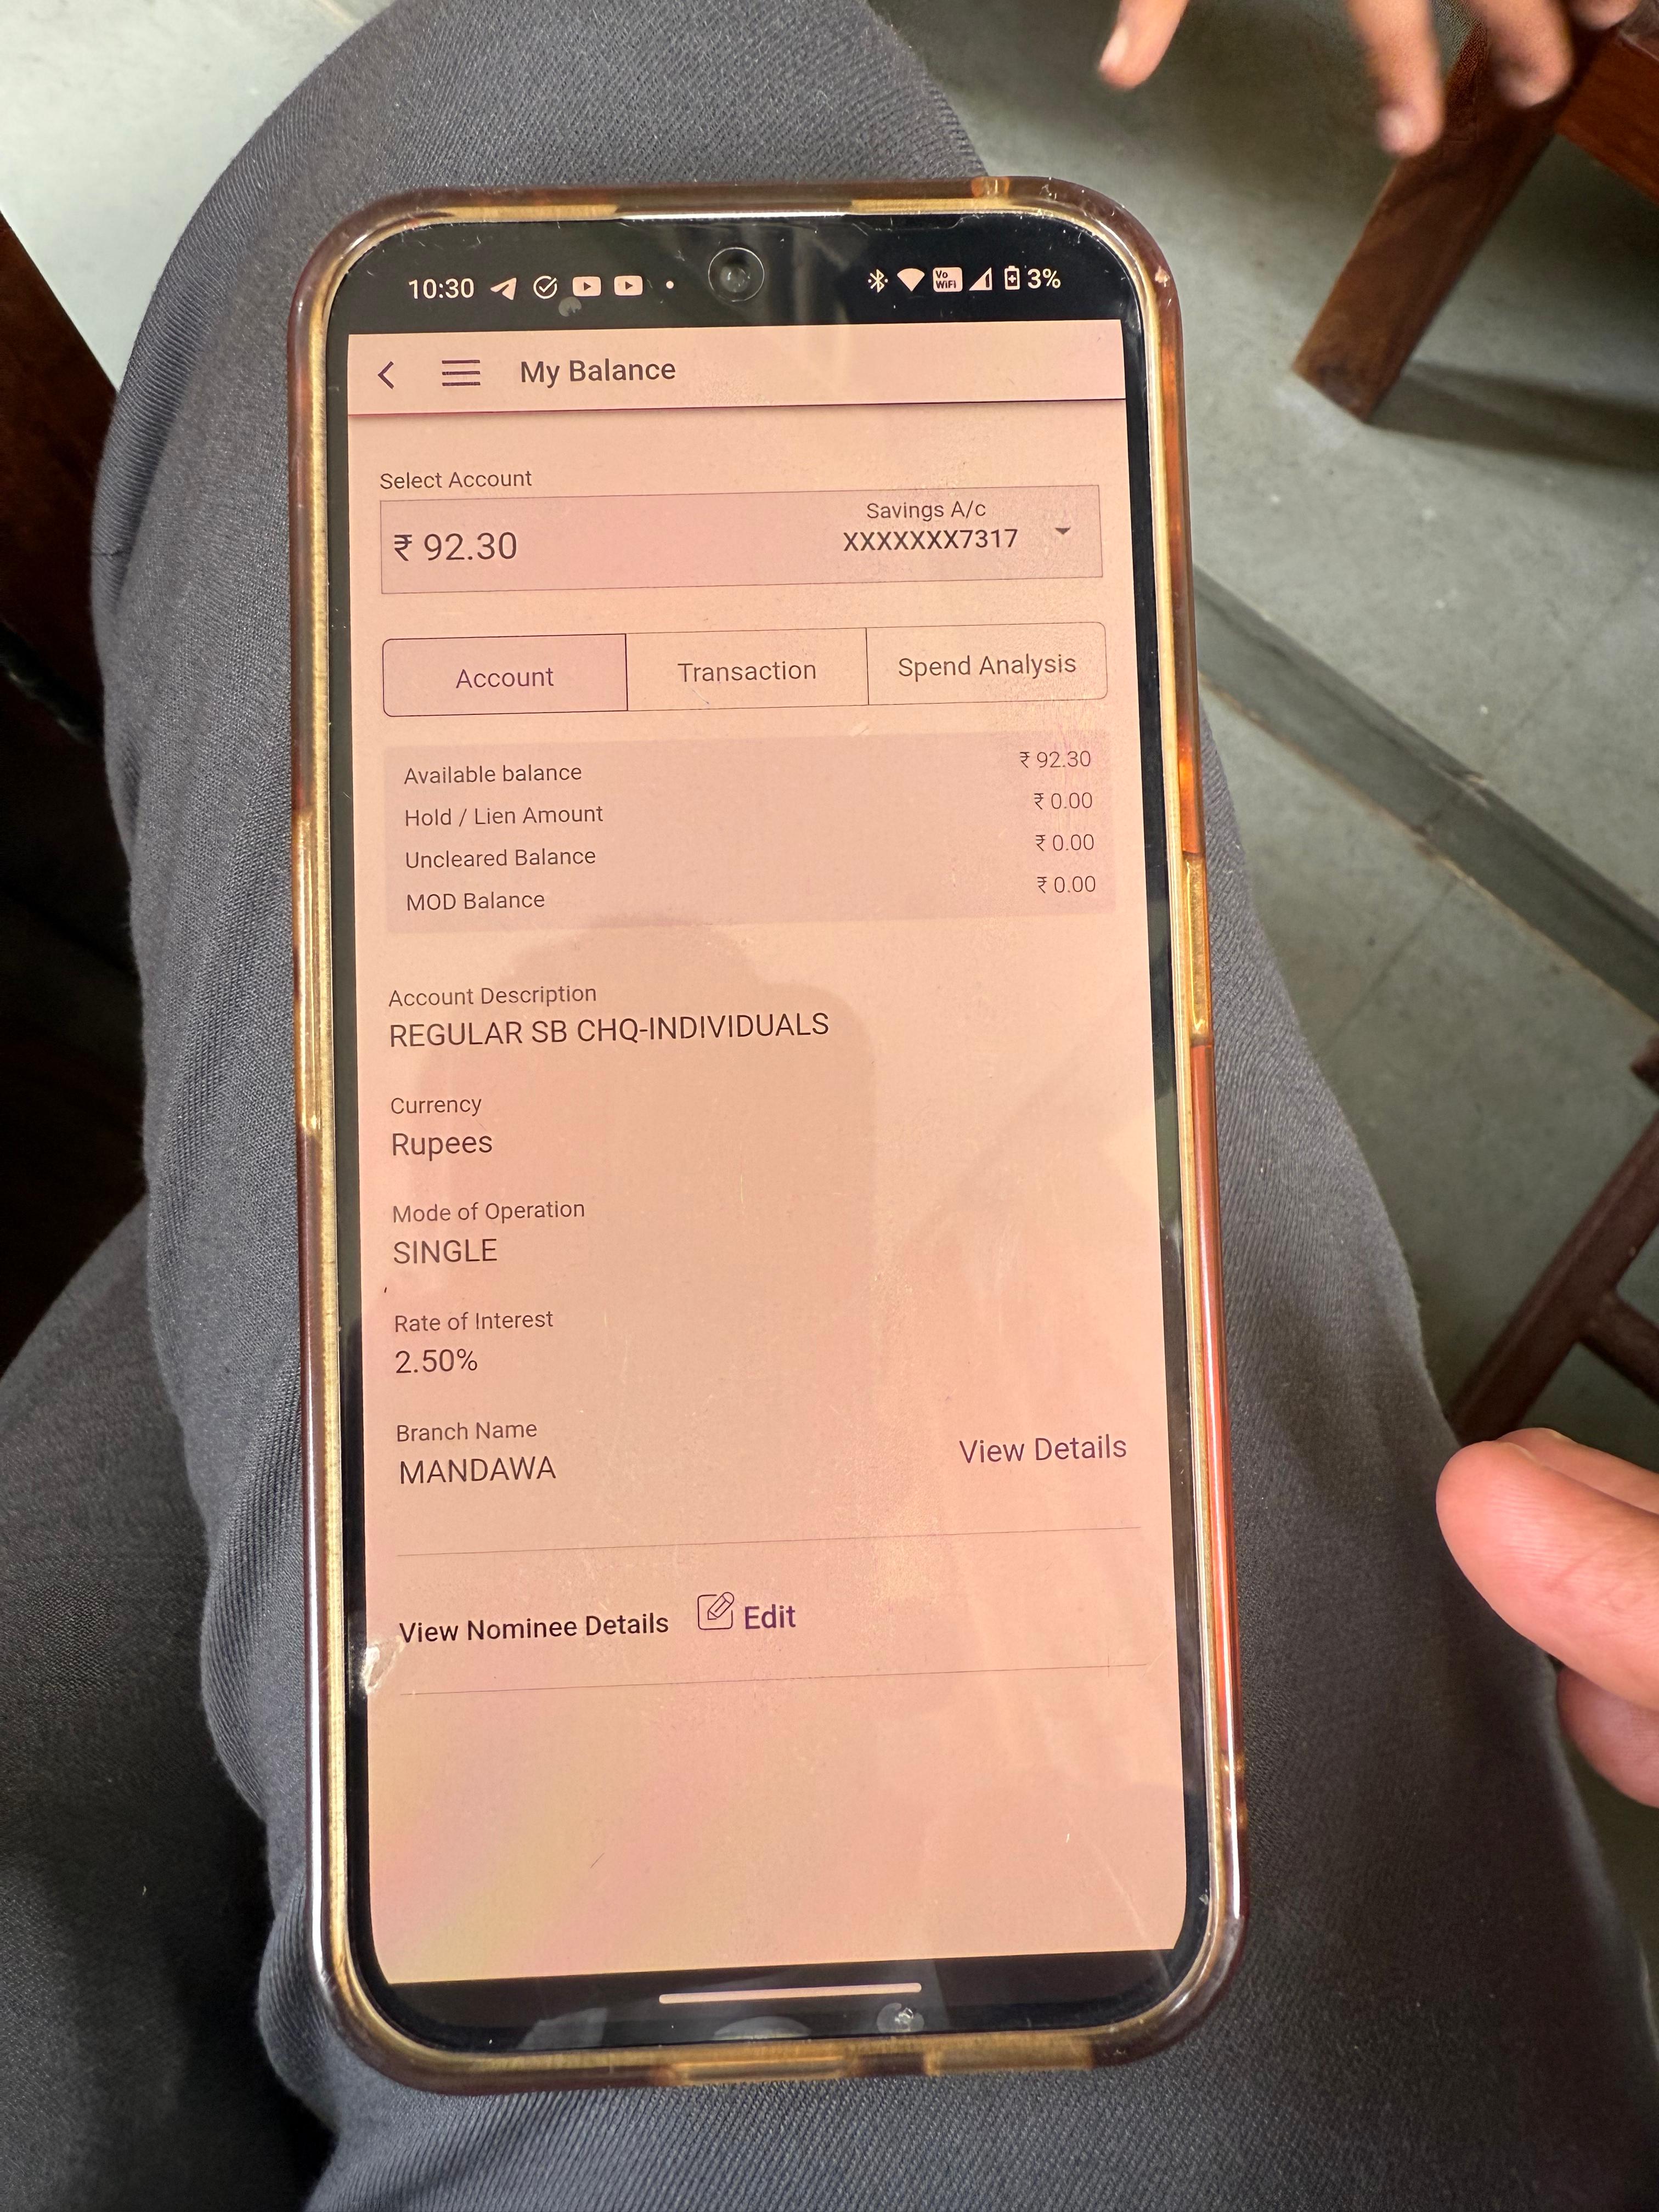 10:30 Vo WiFi 3%
My Balance
Select Account
₹ 92.30
Savings A/c
XXXXXXX7317
Account Transaction Spend Analysis
Available balance ₹ 92.30
Hold / Lien Amount ₹ 0.00
Uncleared Balance ₹ 0.00
MOD Balance ₹ 0.00
Account Description
REGULAR SB CHQ-INDIVIDUALS
Currency
Rupees
Mode of Operation
SINGLE
Rate of Interest
2.50%
Branch Name
MANDAWA View Details
View Nominee Details Edit